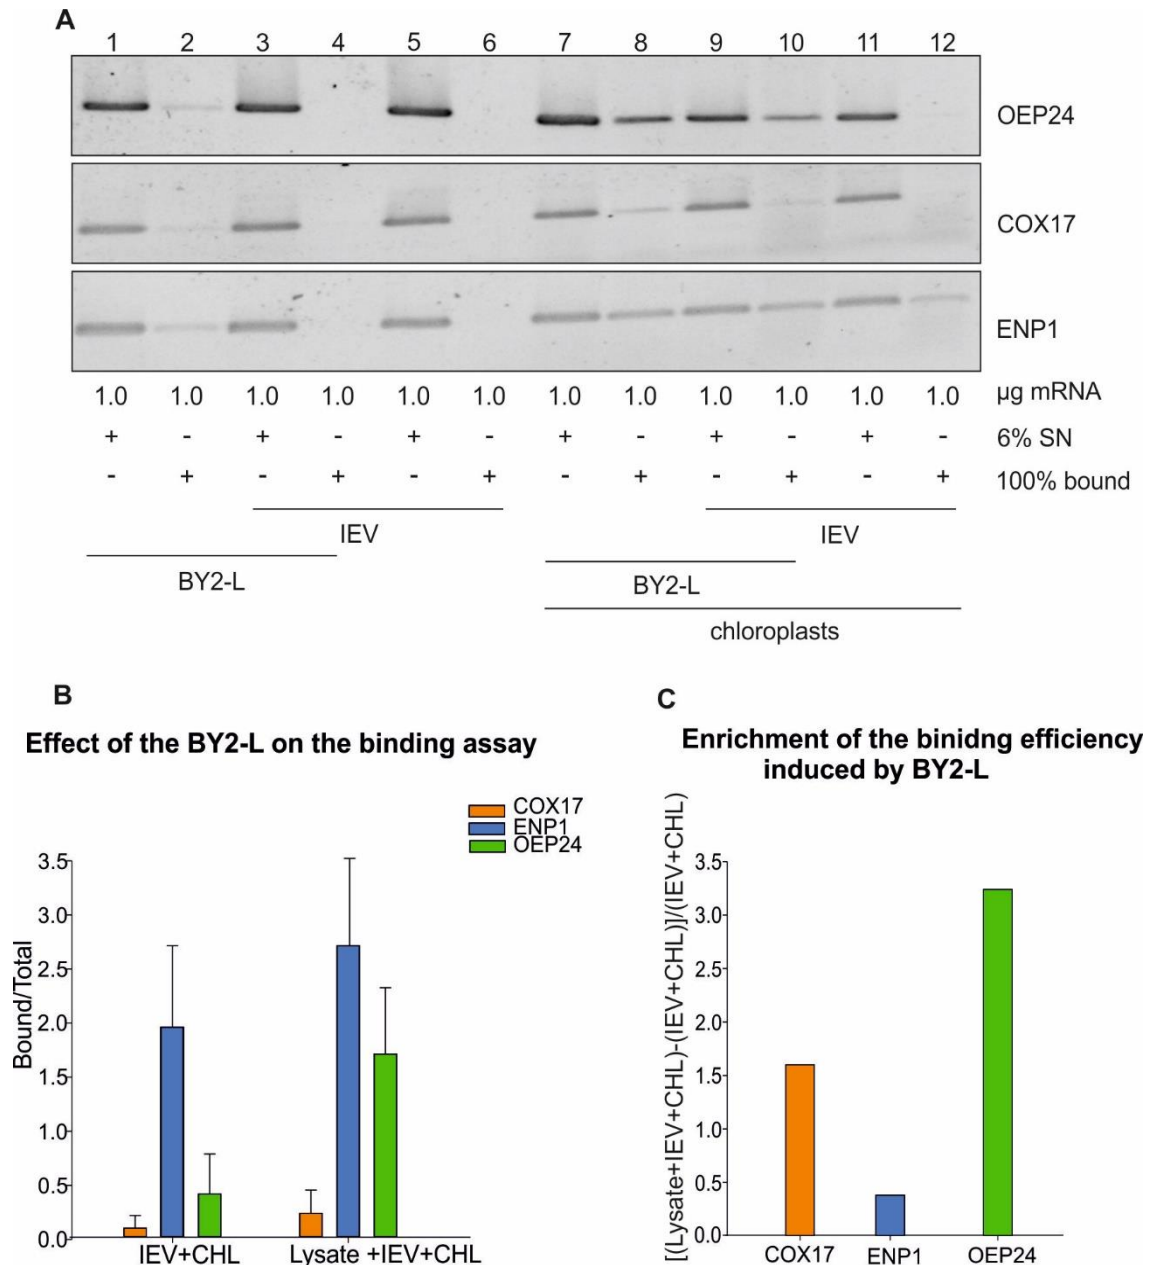 A
1 2 3 4 5 6 7 8 9 10 11 12
OEP24
COX17
ENP1
1.0 1.0 1.0 1.0 1.0 1.0 1.0 1.0 1.0 1.0 1.0 1.0 µg mRNA
+ - + - + - + - + - + - 6% SN
- + - + - + - + - + - + 100% bound
IEV IEV
BY2-L BY2-L
chloroplasts
B
Effect of the BY2-L on the binding assay
COX17
ENP1
OEP24
Bound/Total
3.5
3.0
2.5
2.0
1.5
1.0
0.5
0.0
IEV+CHL Lysate +IEV+CHL
C
Enrichment of the binidng efficiency
induced by BY2-L
[(Lysate+IEV+CHL)-(IEV+CHL)]/(IEV+CHL)
3.5
3.0
2.5
2.0
1.5
1.0
0.5
0.0
COX17 ENP1 OEP24